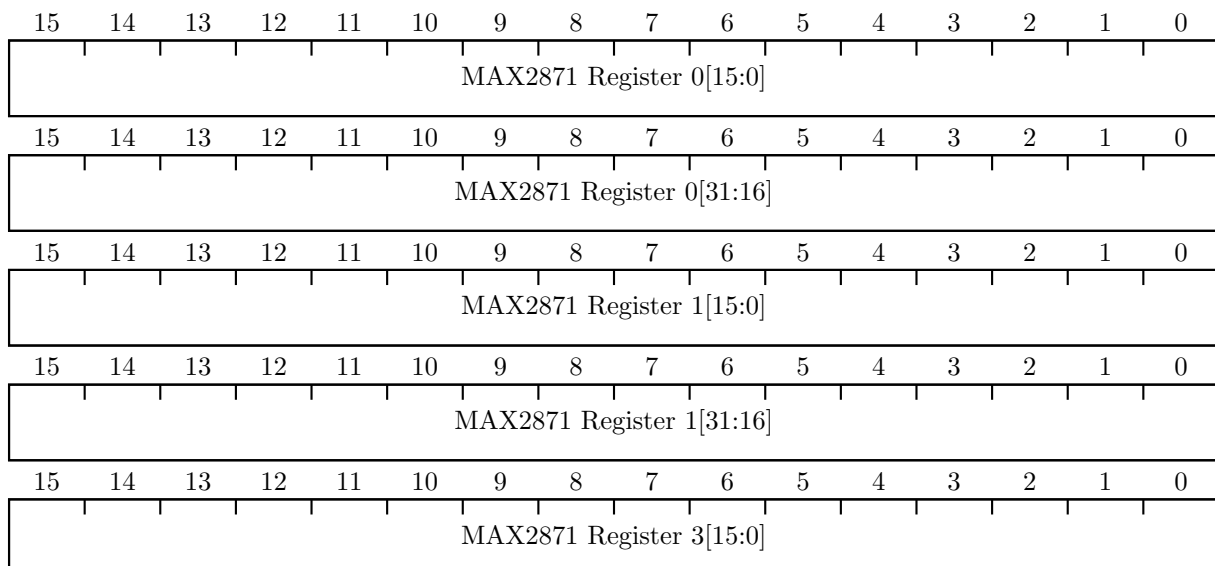 15 14 13 12 11 10 9 8 7 6 5 4 3 2 1 0
MAX2871 Register 0[15:0]
15 14 13 12 11 10 9 8 7 6 5 4 3 2 1 0
MAX2871 Register 0[31:16]
15 14 13 12 11 10 9 8 7 6 5 4 3 2 1 0
MAX2871 Register 1[15:0]
15 14 13 12 11 10 9 8 7 6 5 4 3 2 1 0
MAX2871 Register 1[31:16]
15 14 13 12 11 10 9 8 7 6 5 4 3 2 1 0
MAX2871 Register 3[15:0]